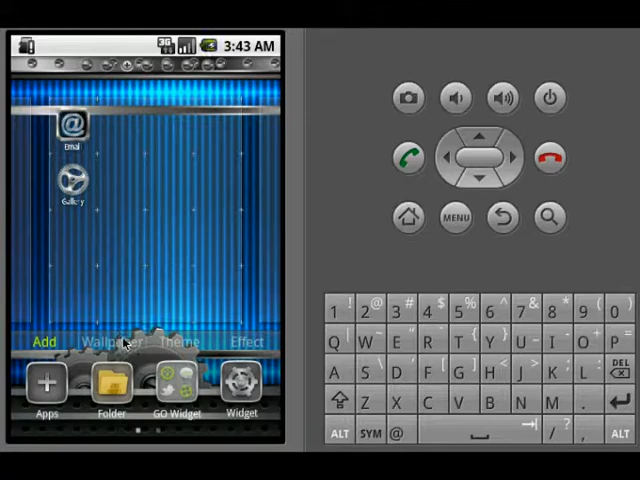 3G 3:43 AM
Email
Gallery
Add Wallpaper Theme Effect
Apps Folder GO Widget Widget
MENU
1 ! 2 @ 3 # 4 $ 5 % 6 ^ 7 & 8 * 9 ( 0 )
Q | W ~ E " R ` T { Y } U _ I - O + P =
A S \ D ' F [ G ] H < J > K ; L : DEL
Z X C V B N M .
ALT SYM @ / ? , ALT